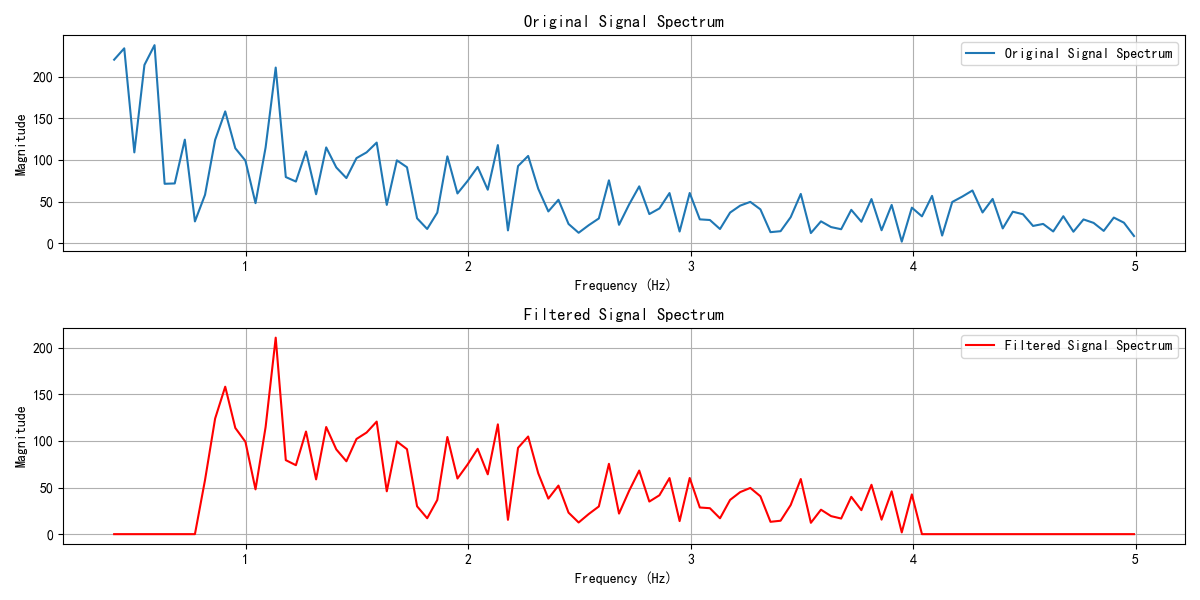 Original Signal Spectrum
Original Signal Spectrum
Magnitude
200
150
100
50
0
1 2 3 4 5
Frequency (Hz)
Filtered Signal Spectrum
Filtered Signal Spectrum
Magnitude
200
150
100
50
0
1 2 3 4 5
Frequency (Hz)